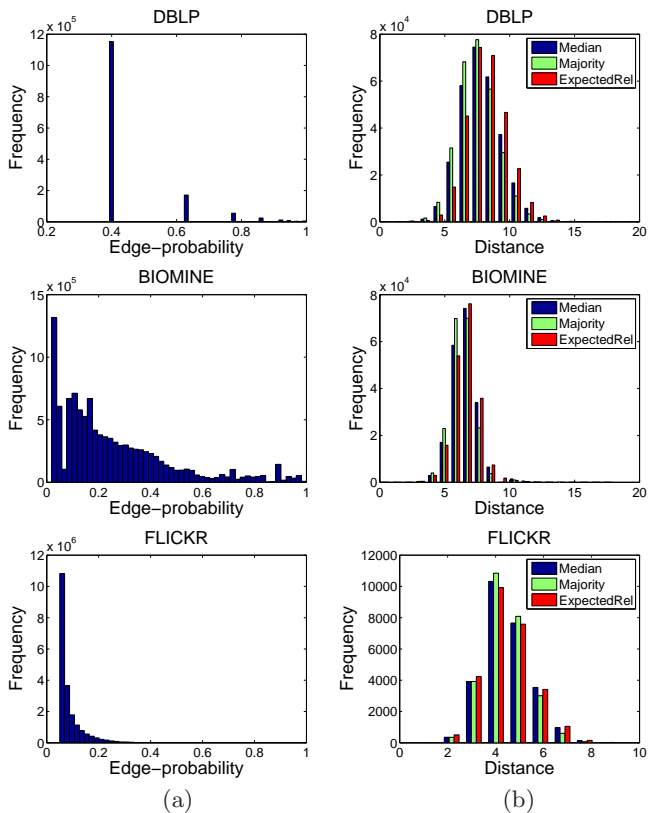 DBLP
x 10^5
12
10
8
6
4
2
0
0.2 0.4 0.6 0.8 1
Frequency
Edge−probability
DBLP
x 10^4
8
6
4
2
0
0 5 10 15 20
Frequency
Distance
Median
Majority
ExpectedRel
BIOMINE
x 10^5
15
10
5
0
0 0.2 0.4 0.6 0.8 1
Frequency
Edge−probability
BIOMINE
x 10^4
8
6
4
2
0
0 5 10 15 20
Frequency
Distance
Median
Majority
ExpectedRel
FLICKR
x 10^6
12
10
8
6
4
2
0
0 0.2 0.4 0.6 0.8 1
Frequency
Edge−probability
FLICKR
12000
10000
8000
6000
4000
2000
0
0 2 4 6 8 10
Frequency
Distance
Median
Majority
ExpectedRel
(a)
(b)